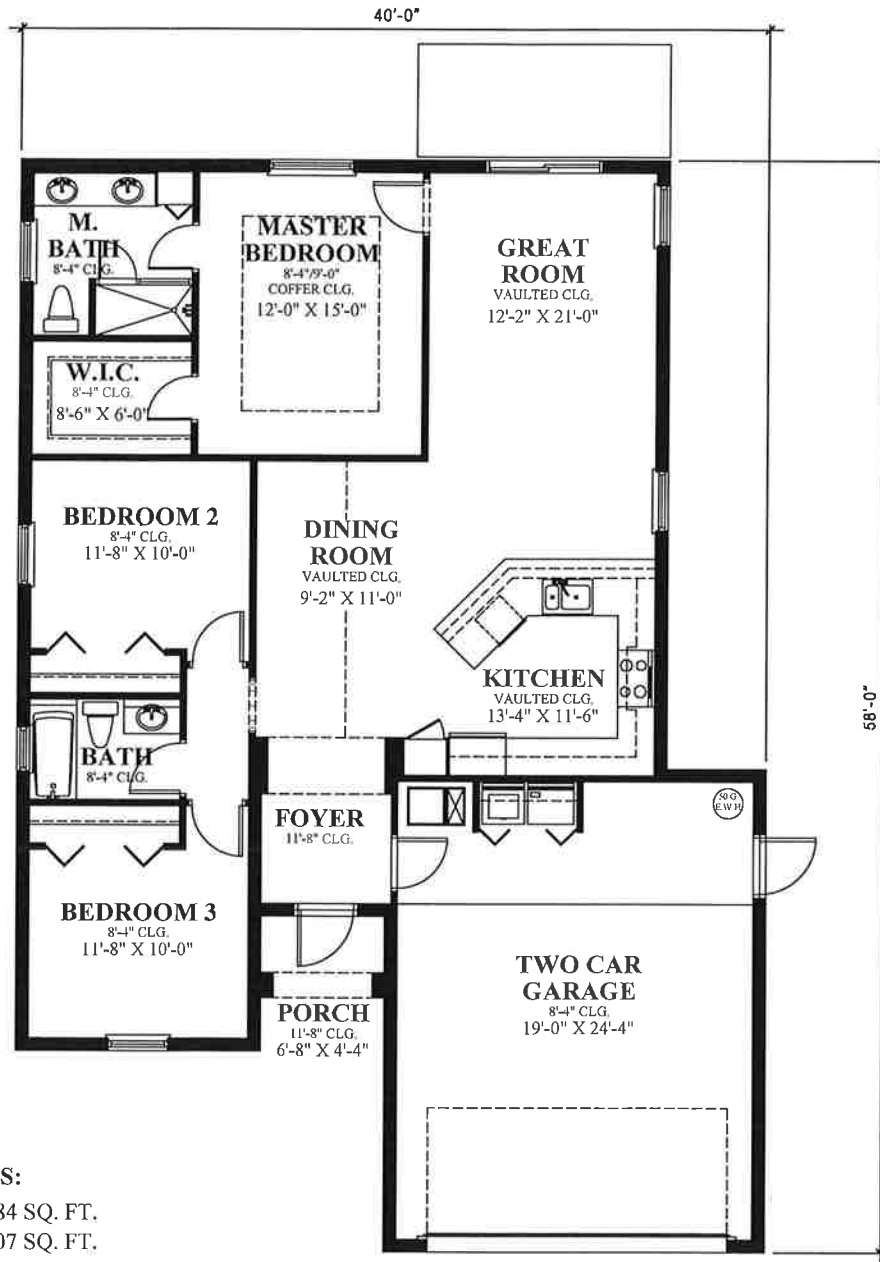 40'-0"
M.
BATH
8'-4" CLG.
MASTER
BEDROOM
8'-4"/9'-0"
COFFER CLG.
12'-0" X 15'-0"
GREAT
ROOM
VAULTED CLG.
12'-2" X 21'-0"
W.I.C.
8'-4" CLG.
8'-6" X 6'-0"
BEDROOM 2
8'-4" CLG.
11'-8" X 10'-0"
DINING
ROOM
VAULTED CLG.
9'-2" X 11'-0"
KITCHEN
VAULTED CLG.
13'-4" X 11'-6"
58'-0"
BATH
8'-4" CLG.
FOYER
11'-8" CLG.
50 G
E.W.H
BEDROOM 3
8'-4" CLG.
11'-8" X 10'-0"
TWO CAR
GARAGE
8'-4" CLG.
19'-0" X 24'-4"
PORCH
11'-8" CLG.
6'-8" X 4'-4"
S:
84 SQ. FT.
07 SQ. FT.